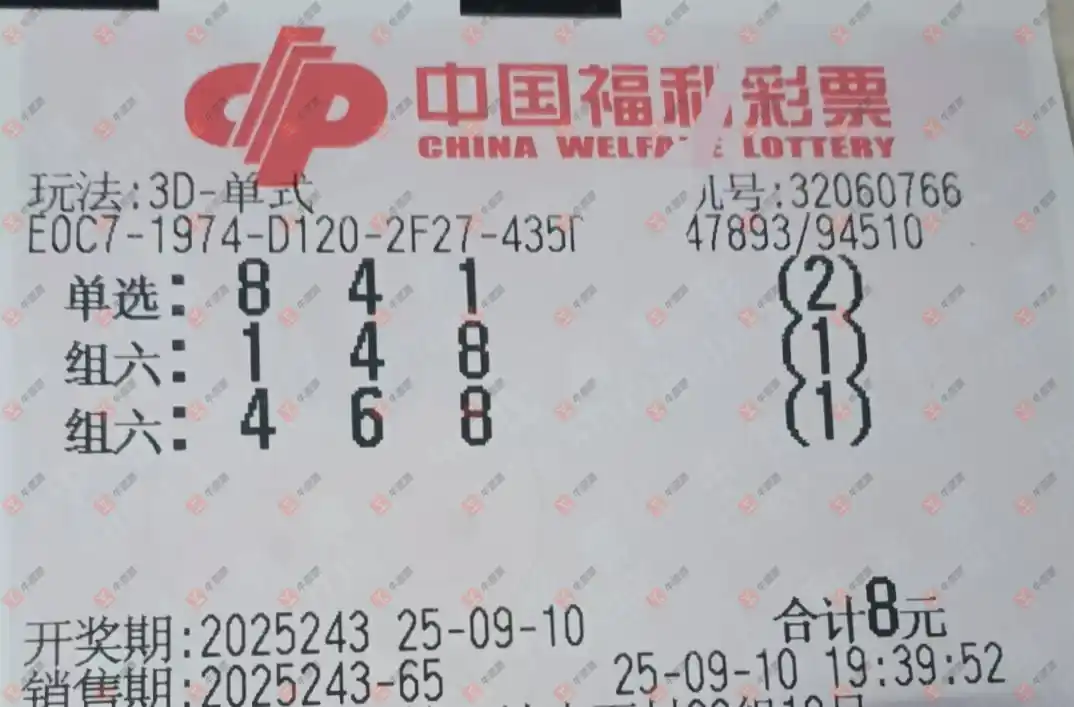 中国福利彩票
CHINA WELFARE LOTTERY
玩法:3D-单式 机号:32060766
E0C7-1974-D120-2F27-435 47893/94510
单选: 8 4 1 (2)
组六: 1 4 8 (1)
组六: 4 6 8 (1)
合计8元
开奖期:2025243 25-09-10
销售期:2025243-65 25-09-10 19:39:52